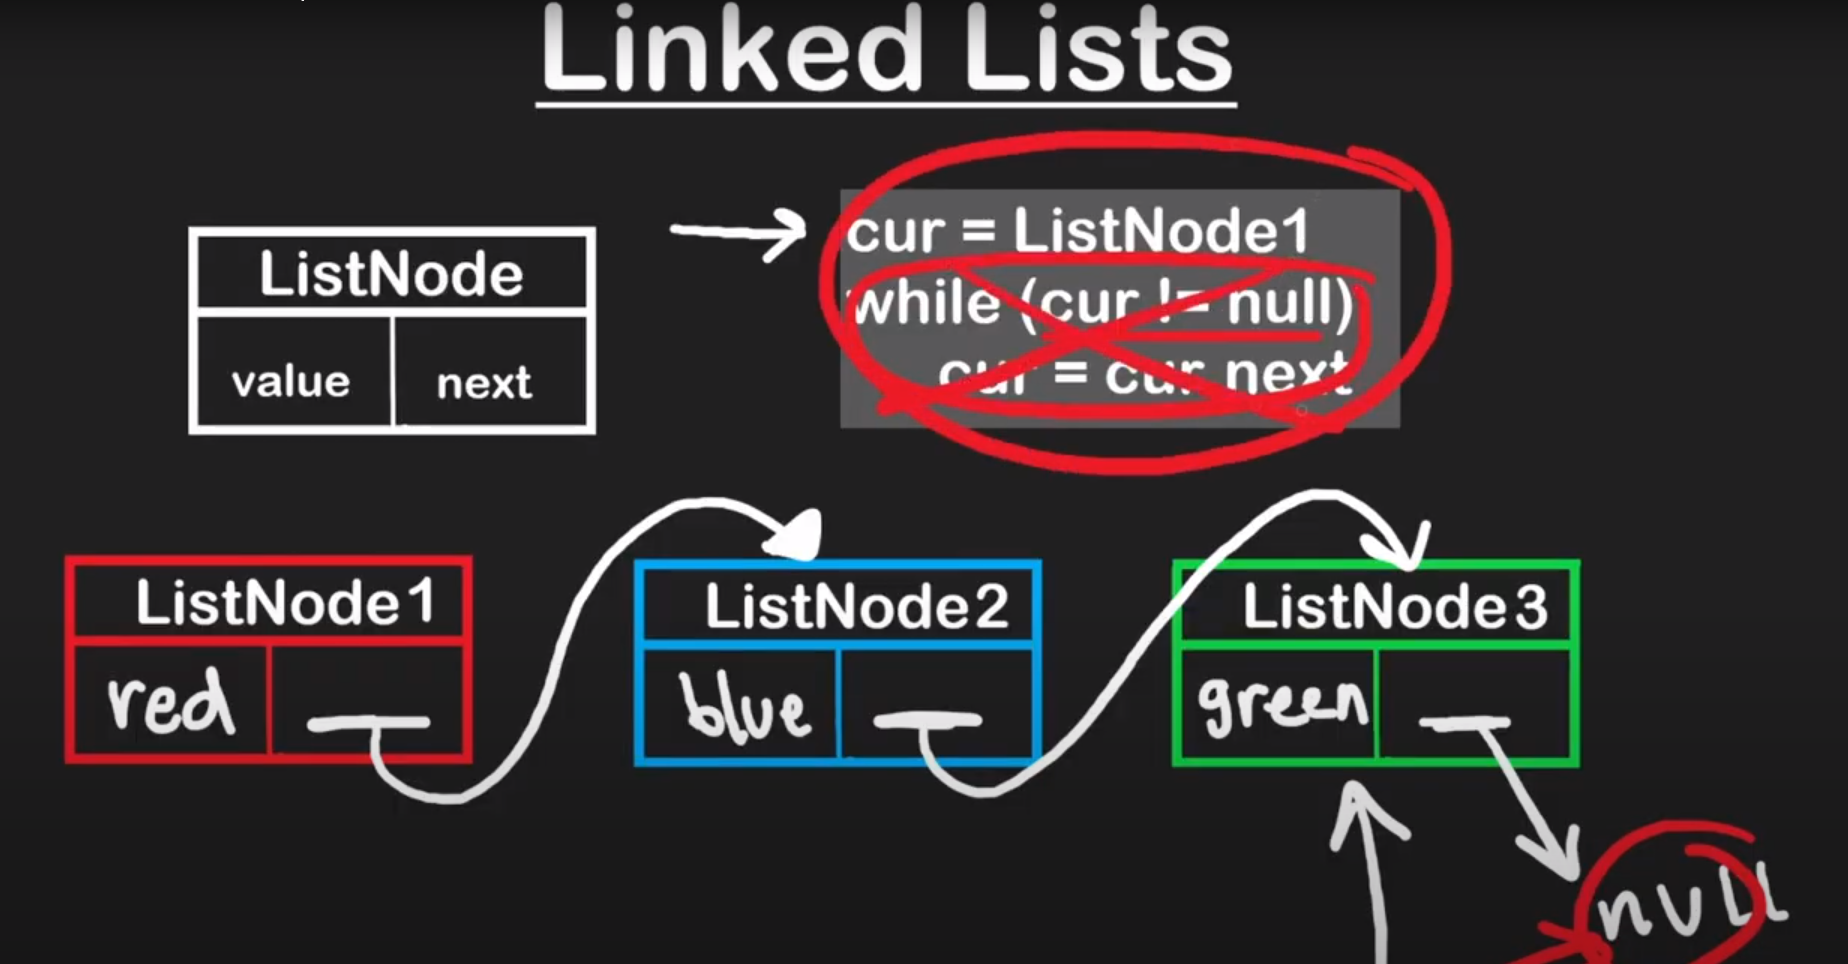 Linked Lists
cur = ListNode1
while (cur != null)
cur = cur.next
ListNode
value next
ListNode1
red
ListNode2
blue
ListNode3
green
null